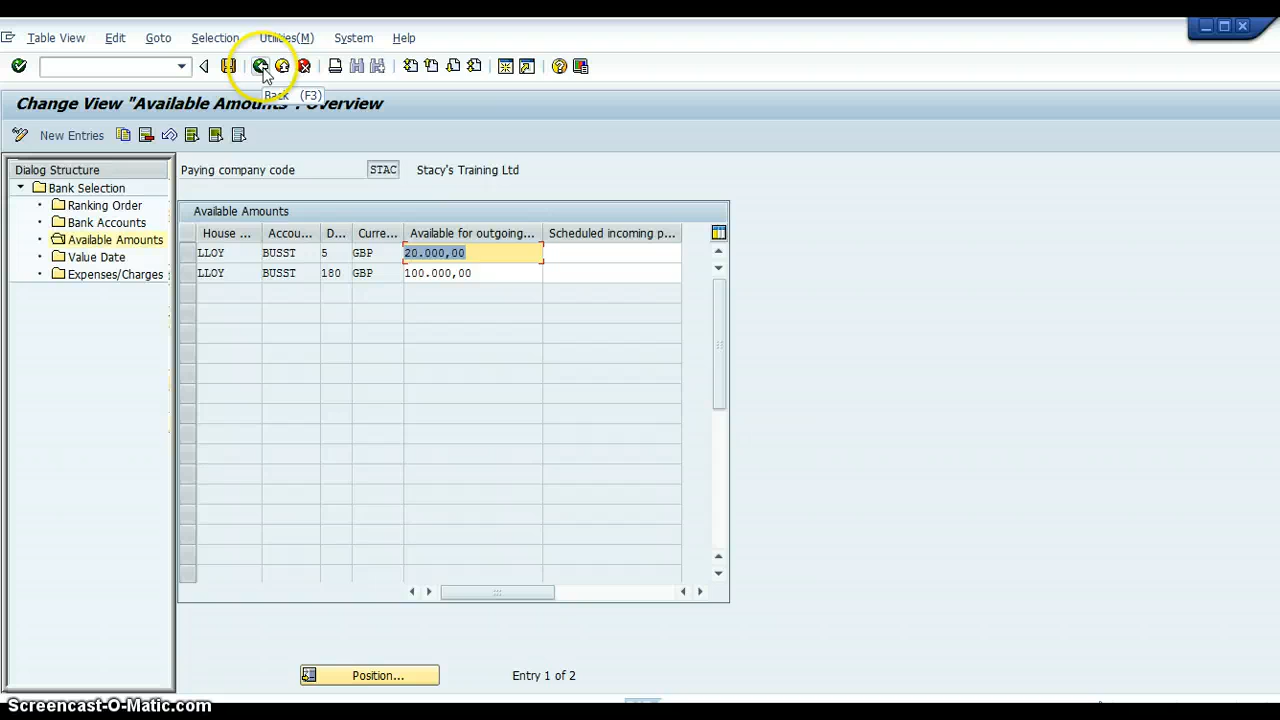 Table View Edit Goto Selection Utilities(M) System Help
Back (F3)
Change View "Available Amounts": Overview
New Entries
Dialog Structure
Bank Selection
Ranking Order
Bank Accounts
Available Amounts
Value Date
Expenses/Charges
Paying company code STAC Stacy's Training Ltd
Available Amounts
House ... Accou... D... Curre... Available for outgoing... Scheduled incoming p...
LLOY BUSST 5 GBP 20.000,00
LLOY BUSST 180 GBP 100.000,00
Position... Entry 1 of 2
Screencast-O-Matic.com